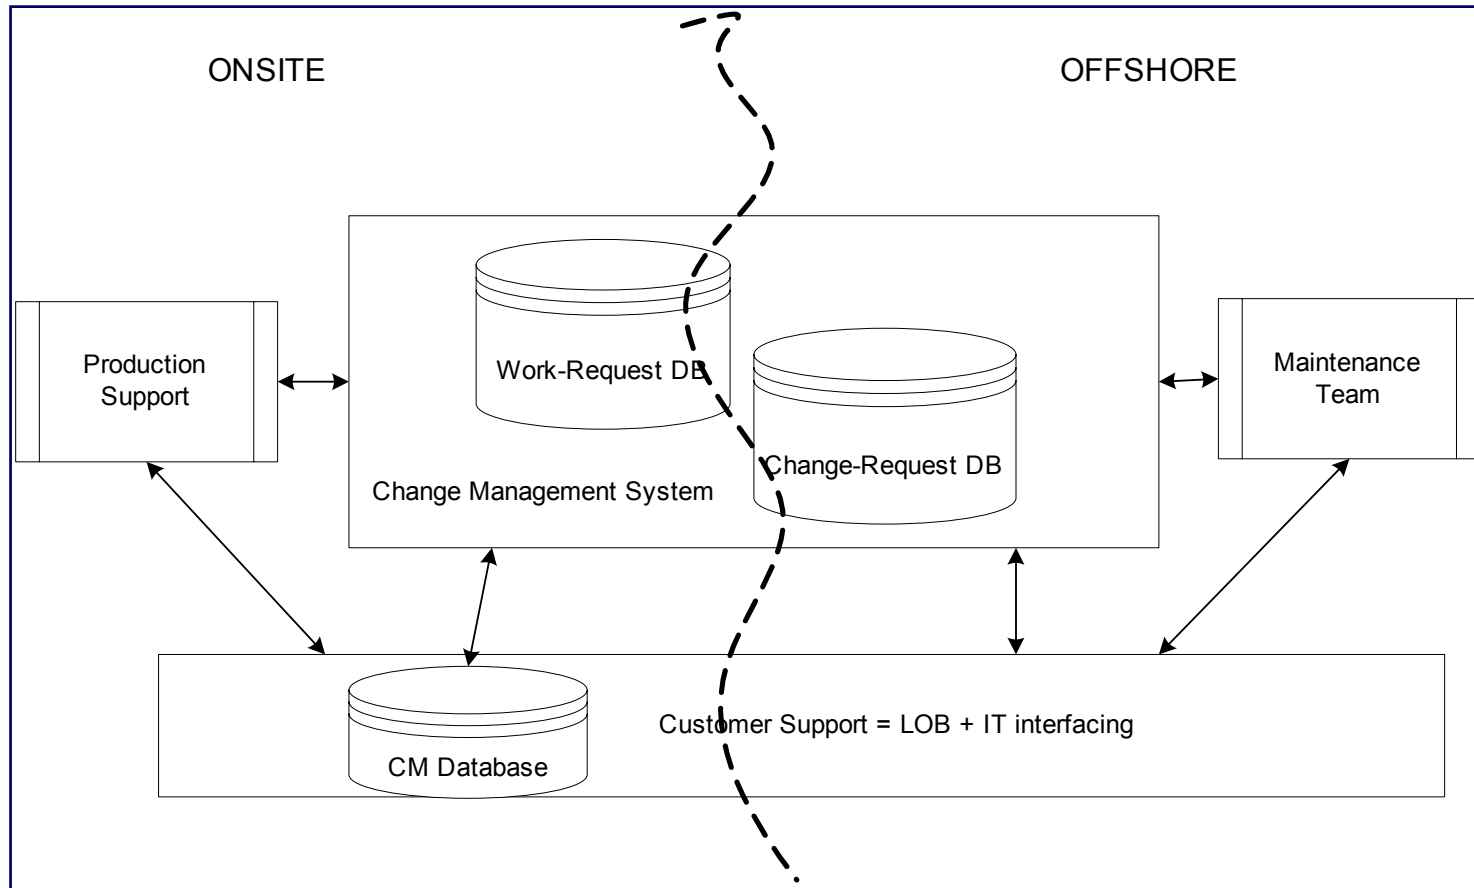 ONSITE
OFFSHORE
Production
Support
Work-Request DB
Change-Request DB
Change Management System
Maintenance
Team
Customer Support = LOB + IT interfacing
CM Database